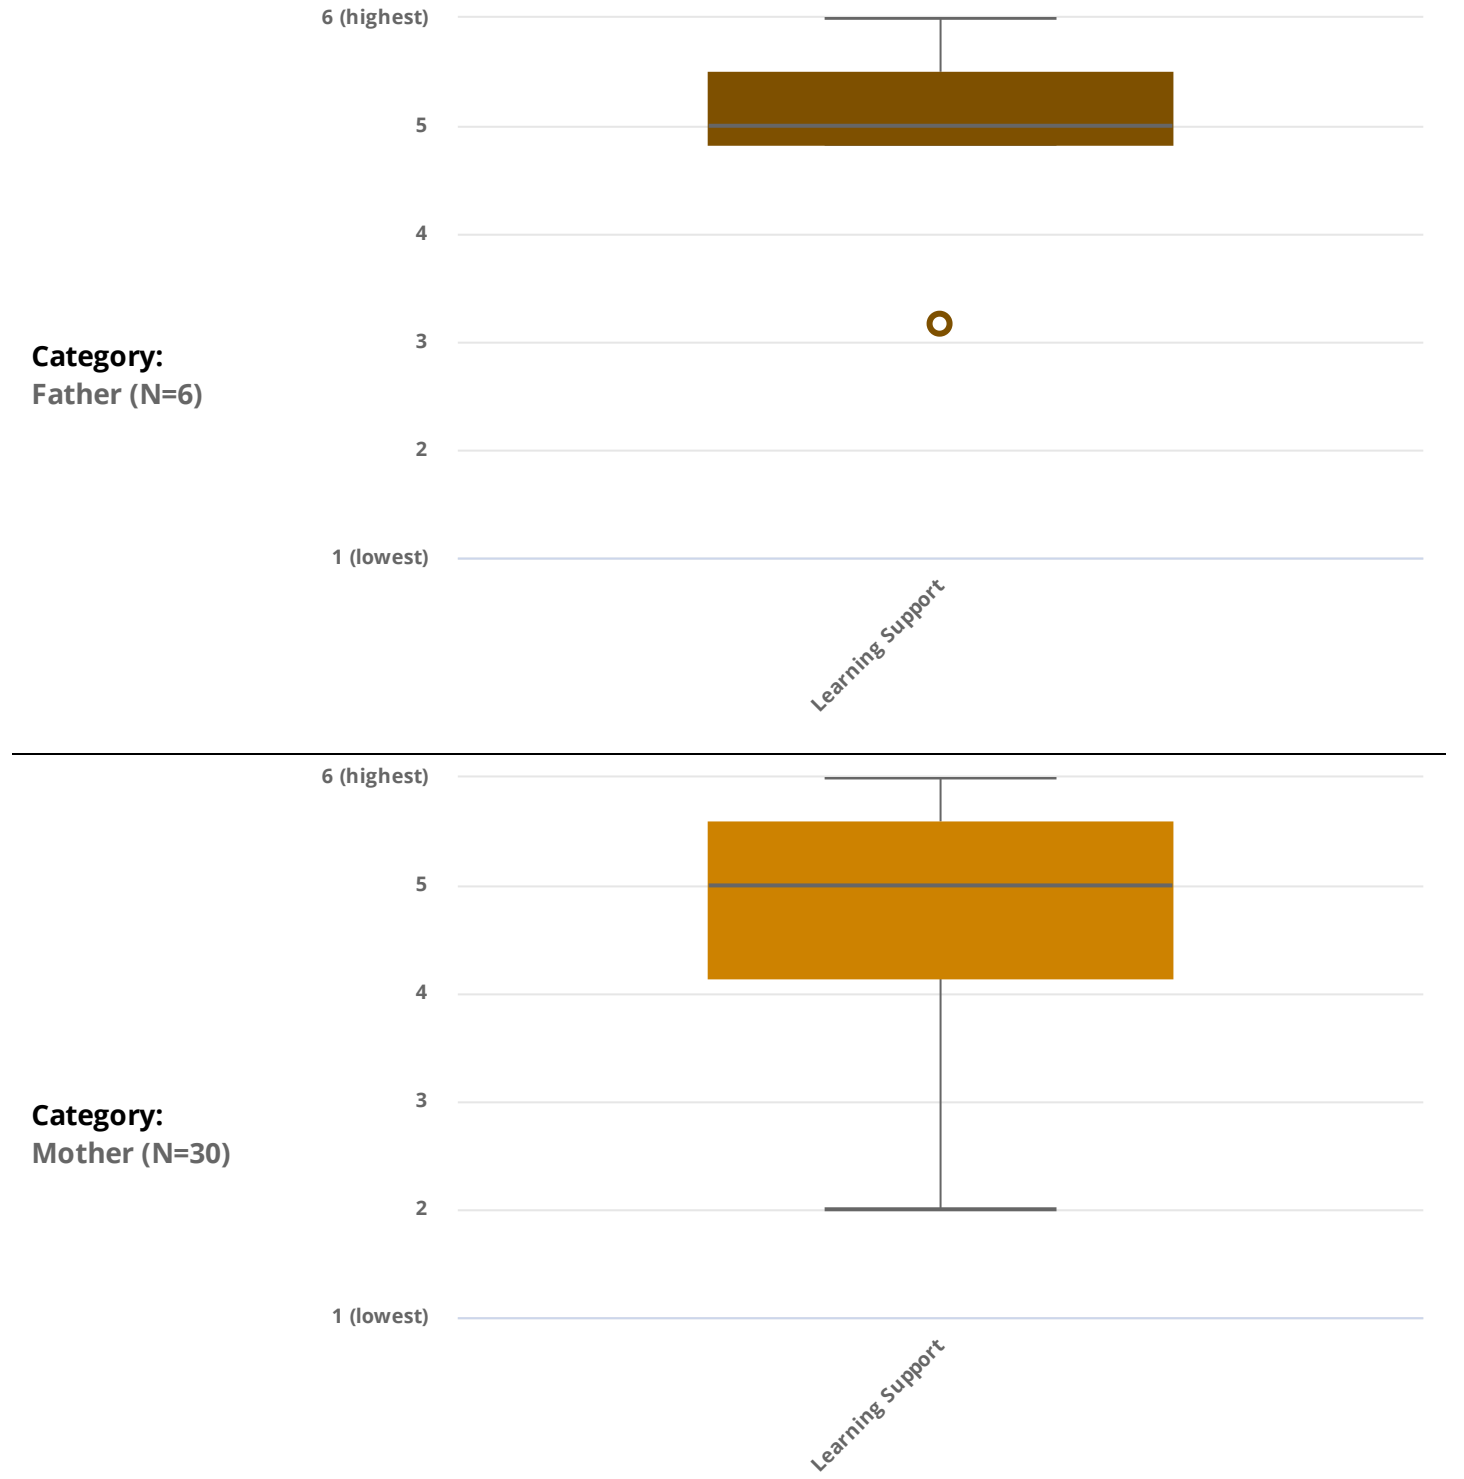 6 (highest)
5
4
3
2
1 (lowest)
Category:
Father (N=6)
Learning Support
6 (highest)
5
4
3
2
1 (lowest)
Category:
Mother (N=30)
Learning Support